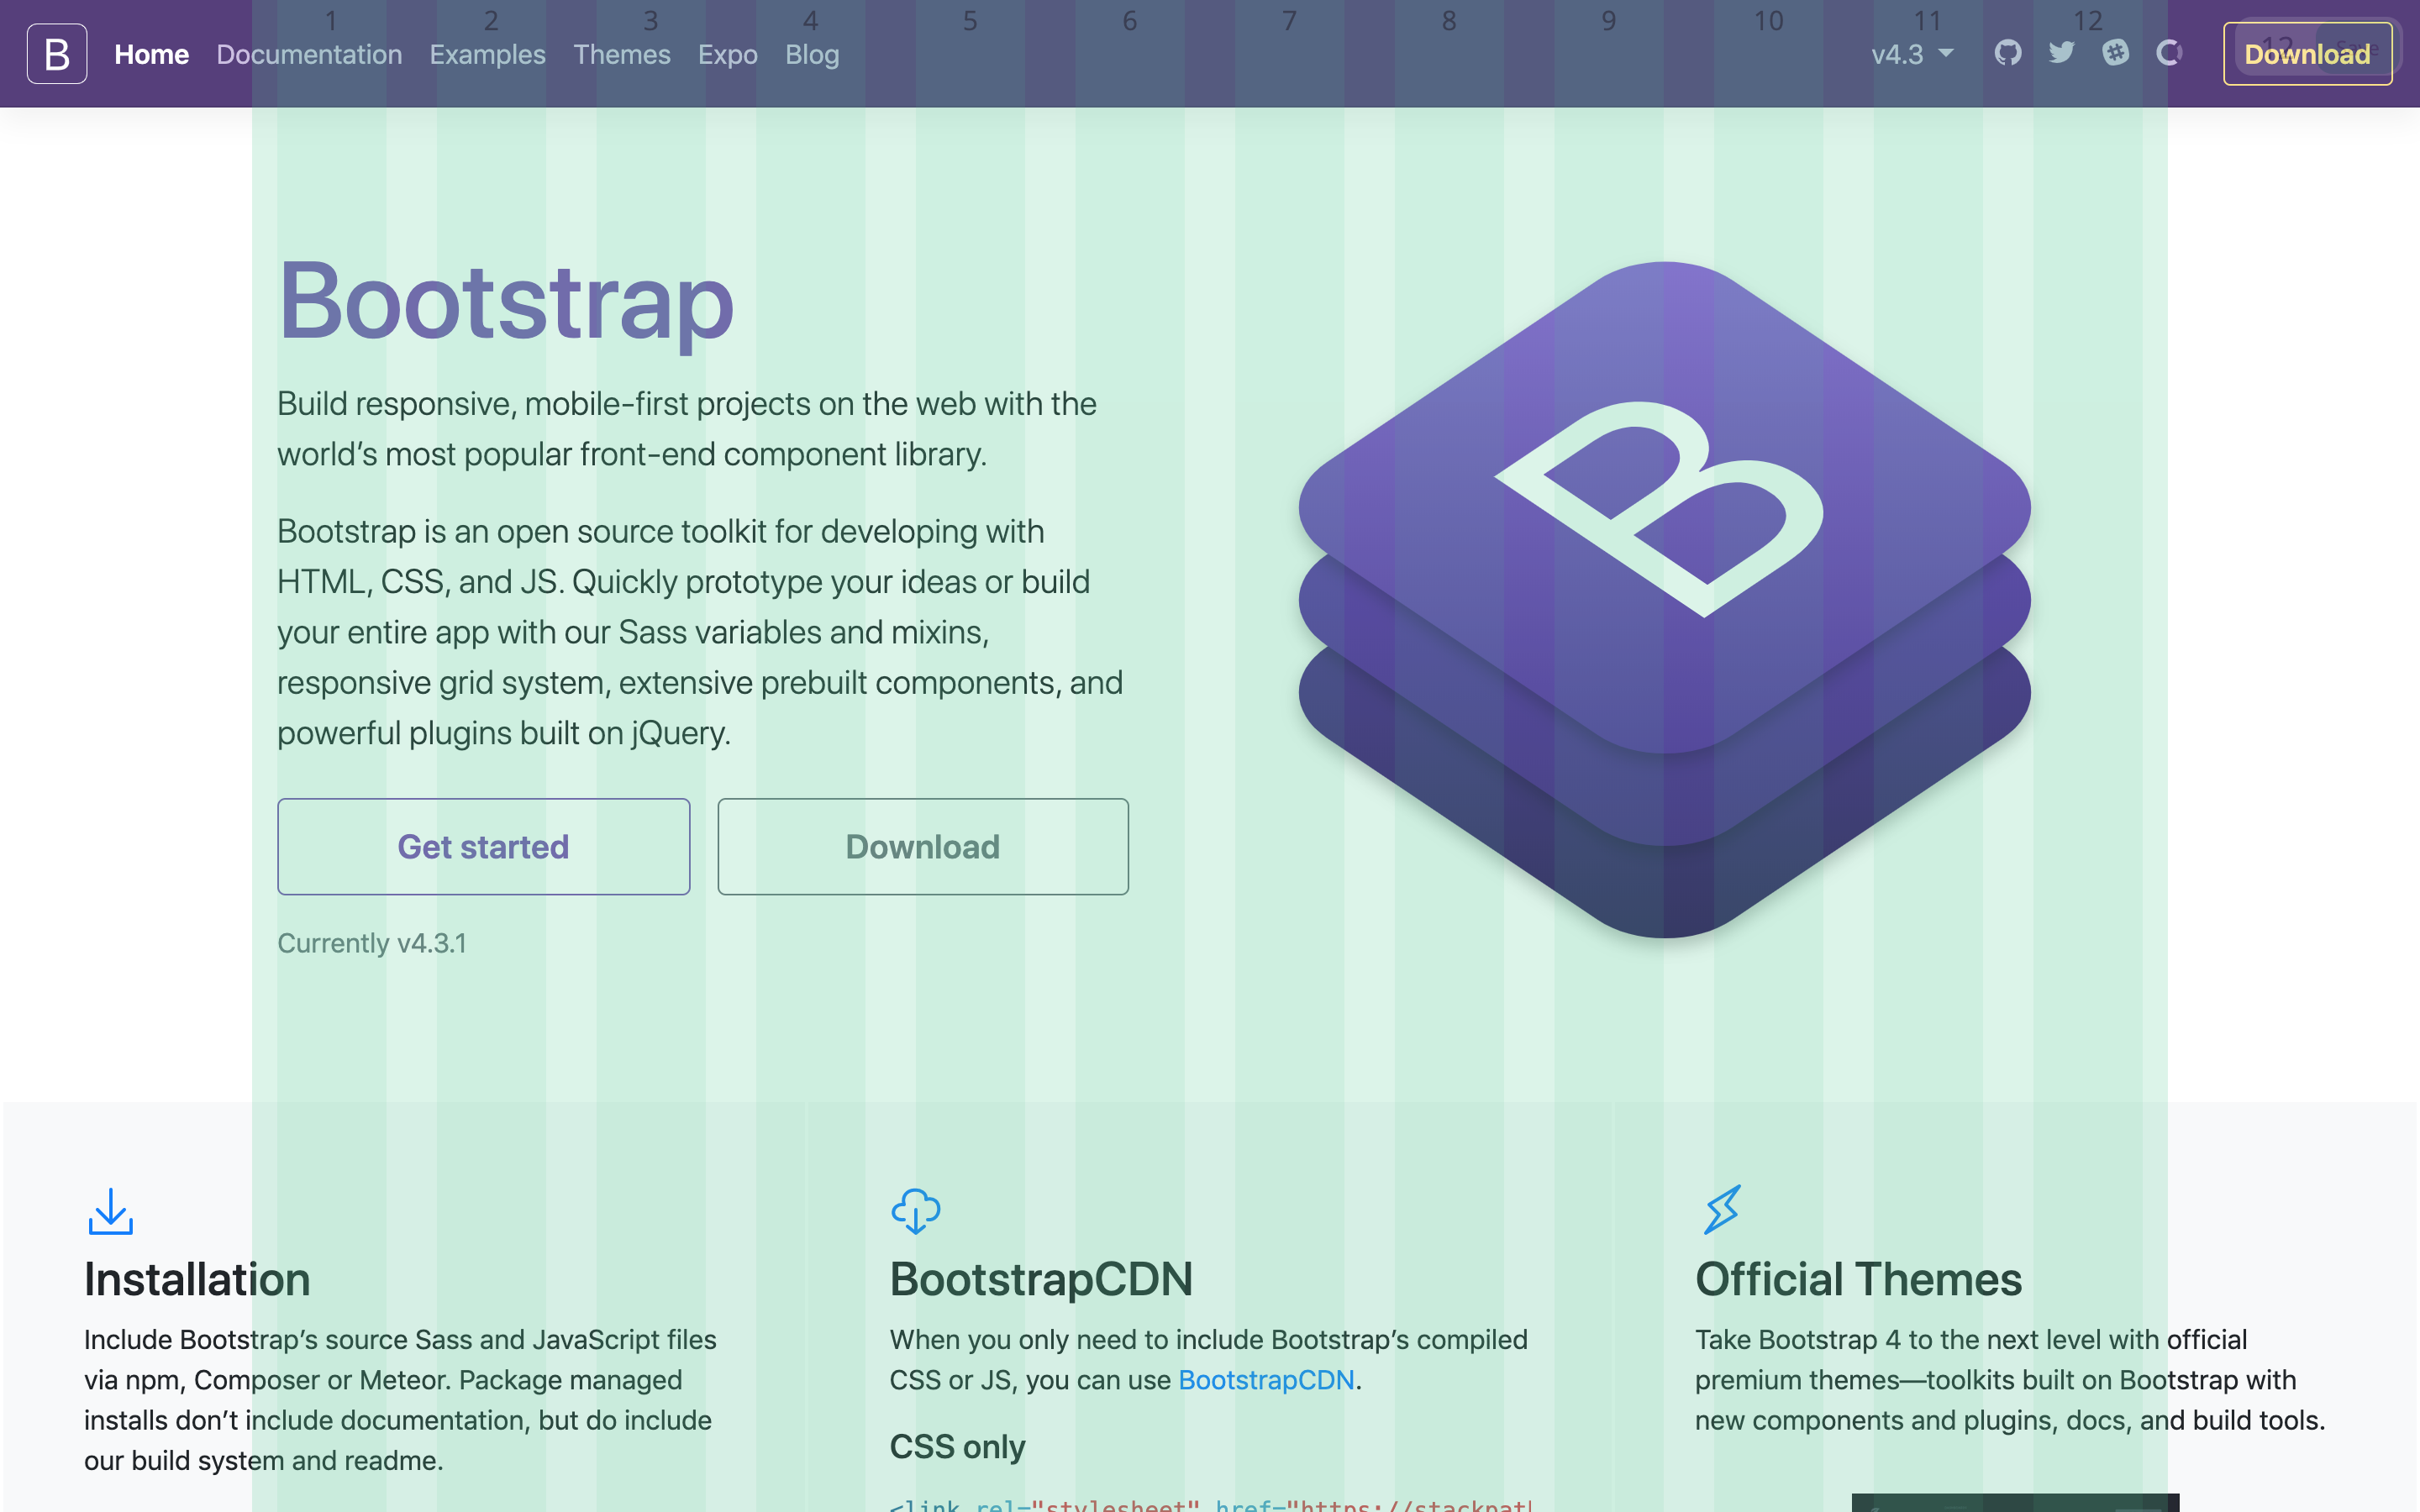 1 2 3 4 5 6 7 8 9 10 11 12
B Home Documentation Examples Themes Expo Blog v4.3 Download
12
Bootstrap
B
Build responsive, mobile-first projects on the web with the
world’s most popular front-end component library.
Bootstrap is an open source toolkit for developing with
HTML, CSS, and JS. Quickly prototype your ideas or build
your entire app with our Sass variables and mixins,
responsive grid system, extensive prebuilt components, and
powerful plugins built on jQuery.
Get started Download
Currently v4.3.1
Installation
Include Bootstrap’s source Sass and JavaScript files
via npm, Composer or Meteor. Package managed
installs don’t include documentation, but do include
our build system and readme.
BootstrapCDN
When you only need to include Bootstrap’s compiled
CSS or JS, you can use BootstrapCDN.
CSS only
<link rel="stylesheet" href="https://stackpat
Official Themes
Take Bootstrap 4 to the next level with official
premium themes—toolkits built on Bootstrap with
new components and plugins, docs, and build tools.